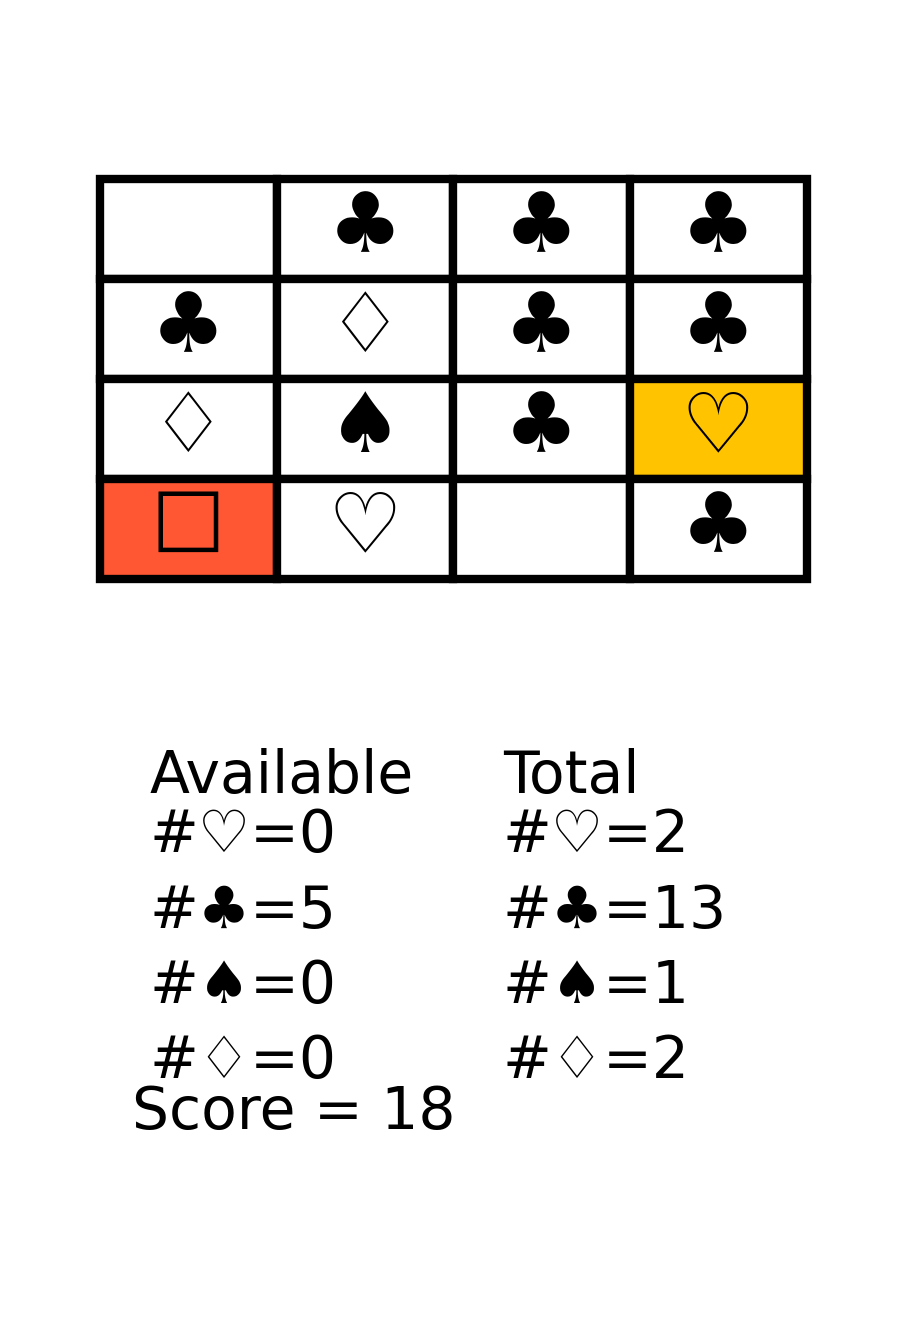 ♣ ♣ ♣
♣ ♢ ♣ ♣
♢ ♠ ♣ ♡
□ ♡ ♣
Available Total
#♡=0 #♡=2
#♣=5 #♣=13
#♠=0 #♠=1
#♢=0 #♢=2
Score = 18